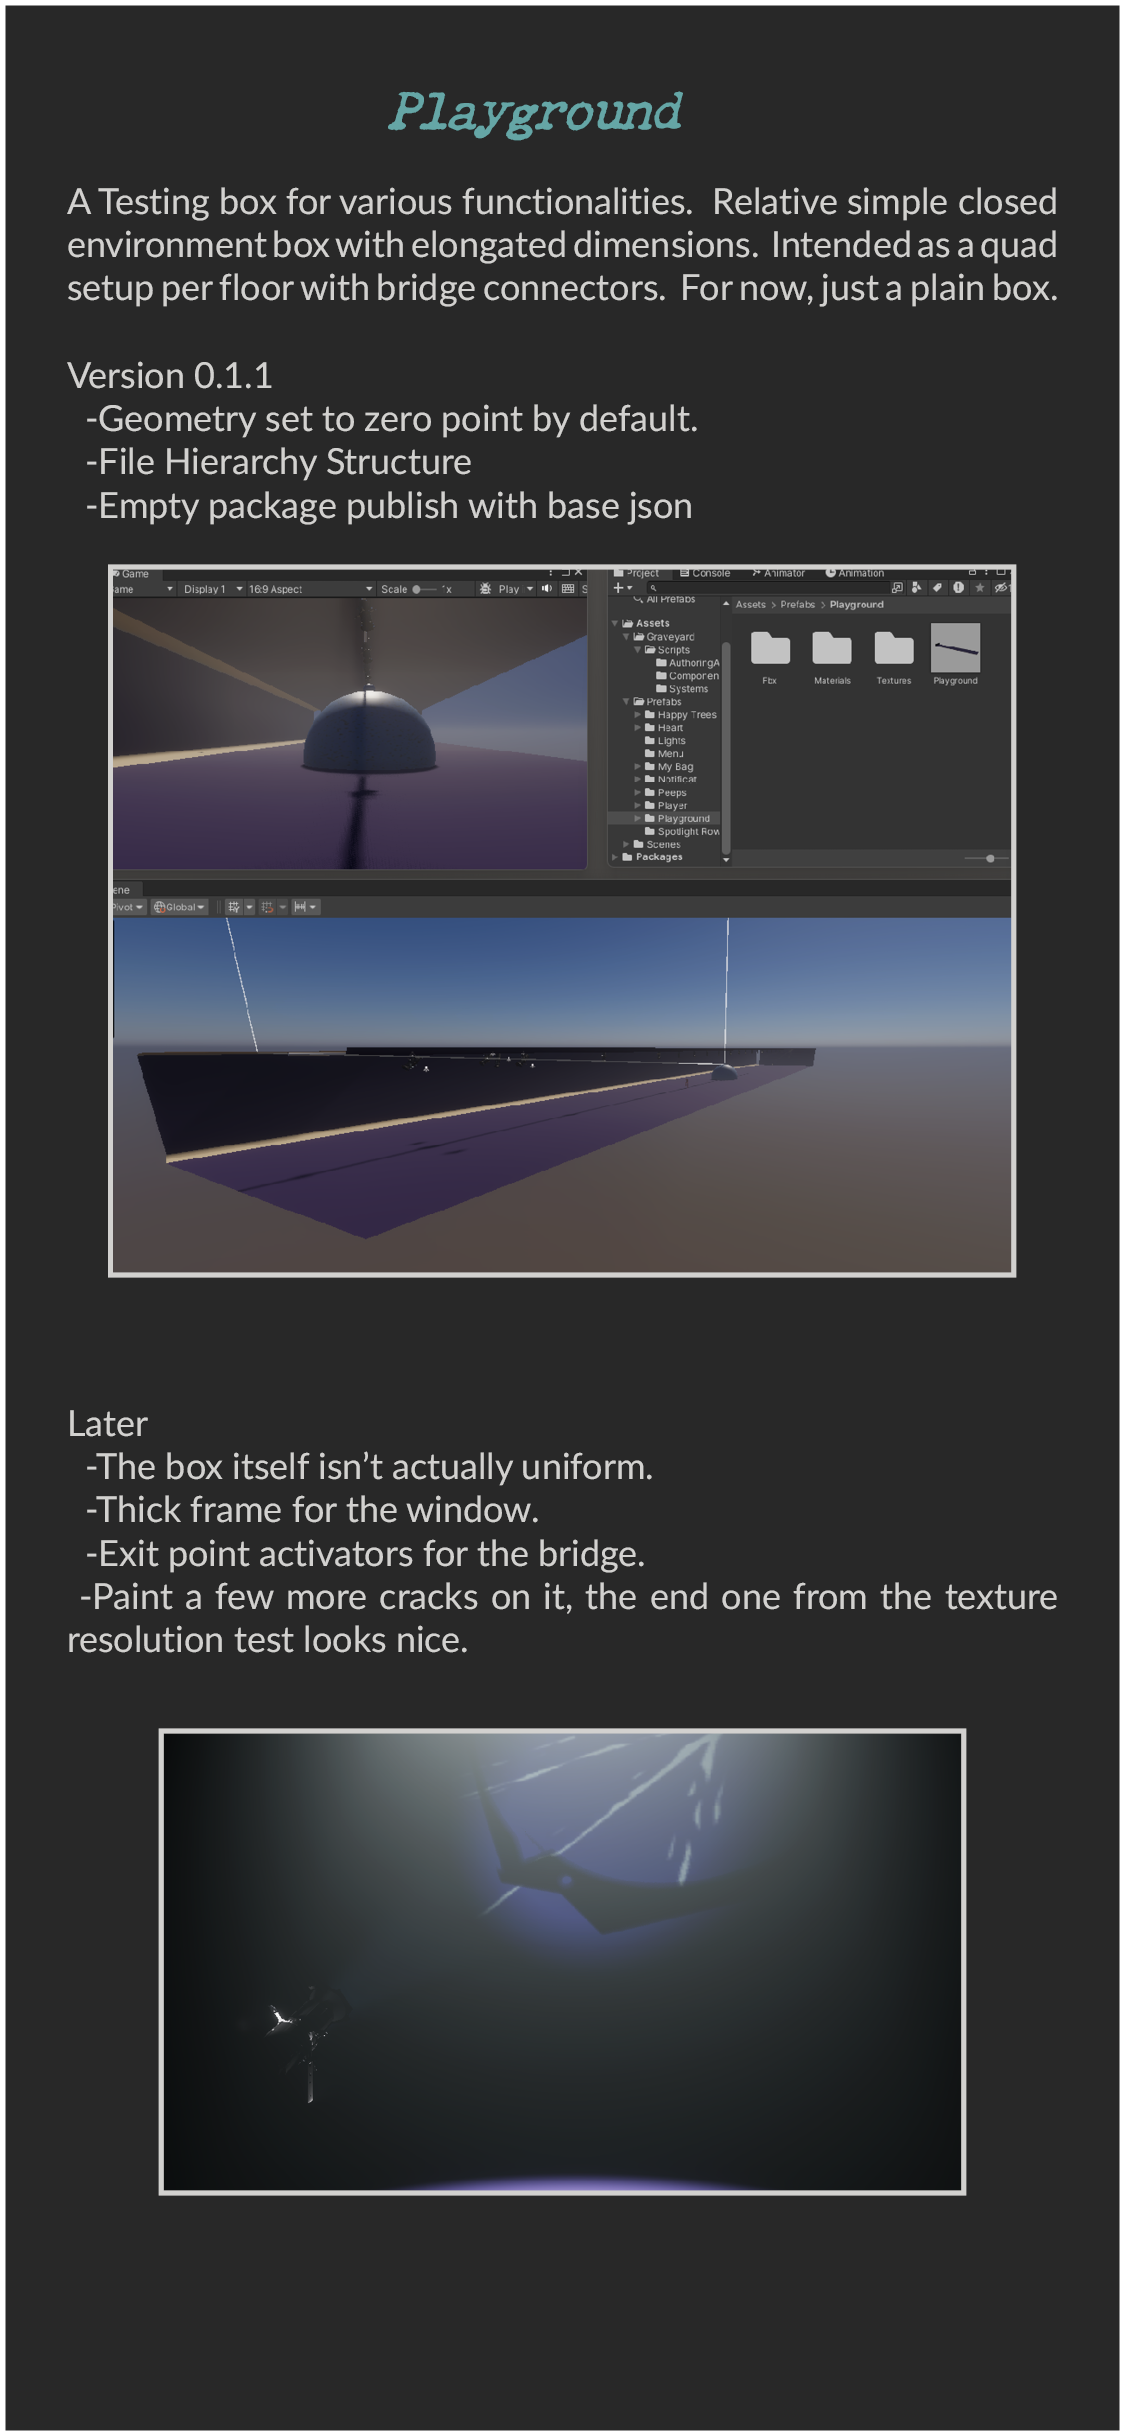 Playground
A Testing box for various functionalities. Relative simple closed
environment box with elongated dimensions. Intended as a quad
setup per floor with bridge connectors. For now, just a plain box.
Version 0.1.1
-Geometry set to zero point by default.
-File Hierarchy Structure
-Empty package publish with base json
Game
ame Display 1 16:9 Aspect Scale 1x Play S
Project Console Animator Animation
All Prefabs
Assets > Prefabs > Playground
Assets
Graveyard
Scripts
AuthoringA
Componen
Systems
Prefabs
Happy Trees
Heart
Lights
Menu
My Bag
Notificat
Peeps
Player
Playground
Spotlight Row
Scenes
Packages
Fbx Materials Textures Playground
ene
Pivot Global
Later
-The box itself isn't actually uniform.
-Thick frame for the window.
-Exit point activators for the bridge.
-Paint a few more cracks on it, the end one from the texture
resolution test looks nice.